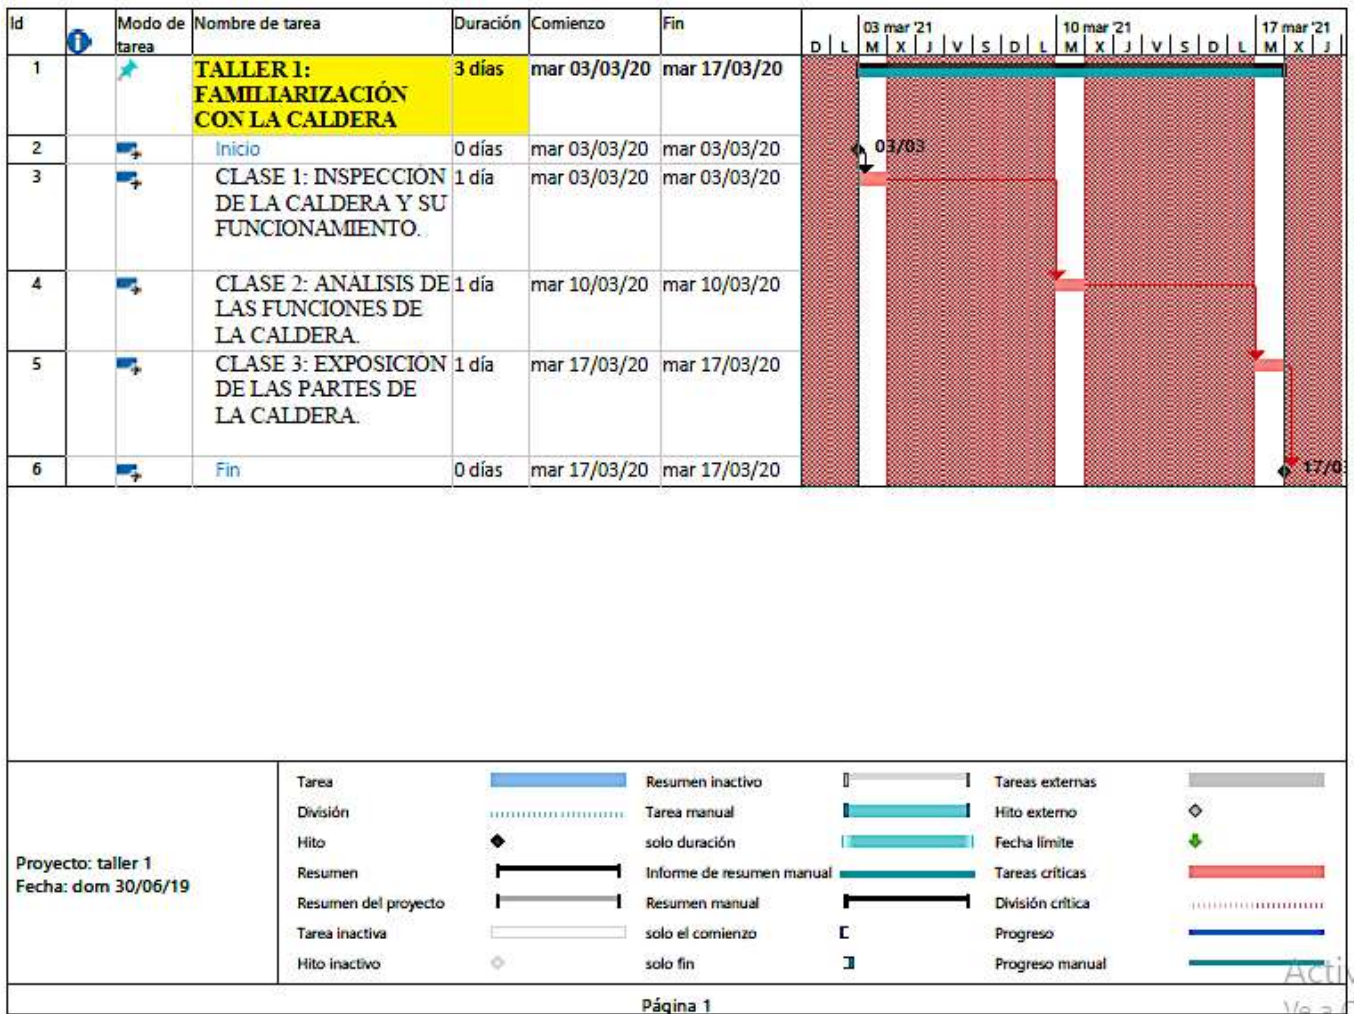 Id Modo de tarea Nombre de tarea Duración Comienzo Fin
03 mar '21 10 mar '21 17 mar '21
D L M X J V S D L M X J V S D L M X J
1 TALLER 1: 3 días mar 03/03/20 mar 17/03/20
FAMILIARIZACIÓN
CON LA CALDERA
2 Inicio 0 días mar 03/03/20 mar 03/03/20 03/03
3 CLASE 1: INSPECCIÓN 1 día mar 03/03/20 mar 03/03/20
DE LA CALDERA Y SU
FUNCIONAMIENTO.
4 CLASE 2: ANÁLISIS DE 1 día mar 10/03/20 mar 10/03/20
LAS FUNCIONES DE
LA CALDERA.
5 CLASE 3: EXPOSICIÓN 1 día mar 17/03/20 mar 17/03/20
DE LAS PARTES DE
LA CALDERA.
6 Fin 0 días mar 17/03/20 mar 17/03/20 17/0
Proyecto: taller 1
Fecha: dom 30/06/19
Tarea Resumen inactivo Tareas externas
División Tarea manual Hito externo
Hito solo duración Fecha límite
Resumen Informe de resumen manual Tareas críticas
Resumen del proyecto Resumen manual División crítica
Tarea inactiva solo el comienzo Progreso
Hito inactivo solo fin Progreso manual
Página 1
Activ
Ve a